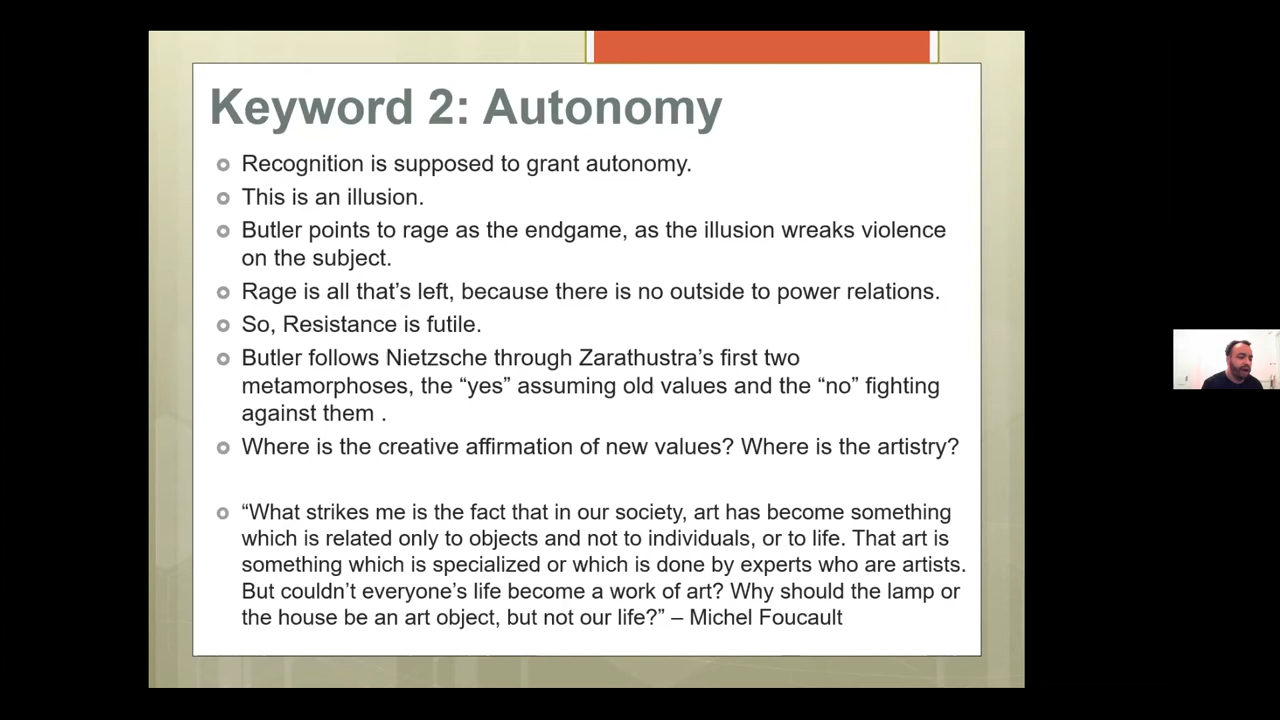 Keyword 2: Autonomy
Recognition is supposed to grant autonomy.
This is an illusion.
Butler points to rage as the endgame, as the illusion wreaks violence
on the subject.
Rage is all that’s left, because there is no outside to power relations.
So, Resistance is futile.
Butler follows Nietzsche through Zarathustra’s first two
metamorphoses, the “yes” assuming old values and the “no” fighting
against them .
Where is the creative affirmation of new values? Where is the artistry?
“What strikes me is the fact that in our society, art has become something
which is related only to objects and not to individuals, or to life. That art is
something which is specialized or which is done by experts who are artists.
But couldn’t everyone’s life become a work of art? Why should the lamp or
the house be an art object, but not our life?” – Michel Foucault